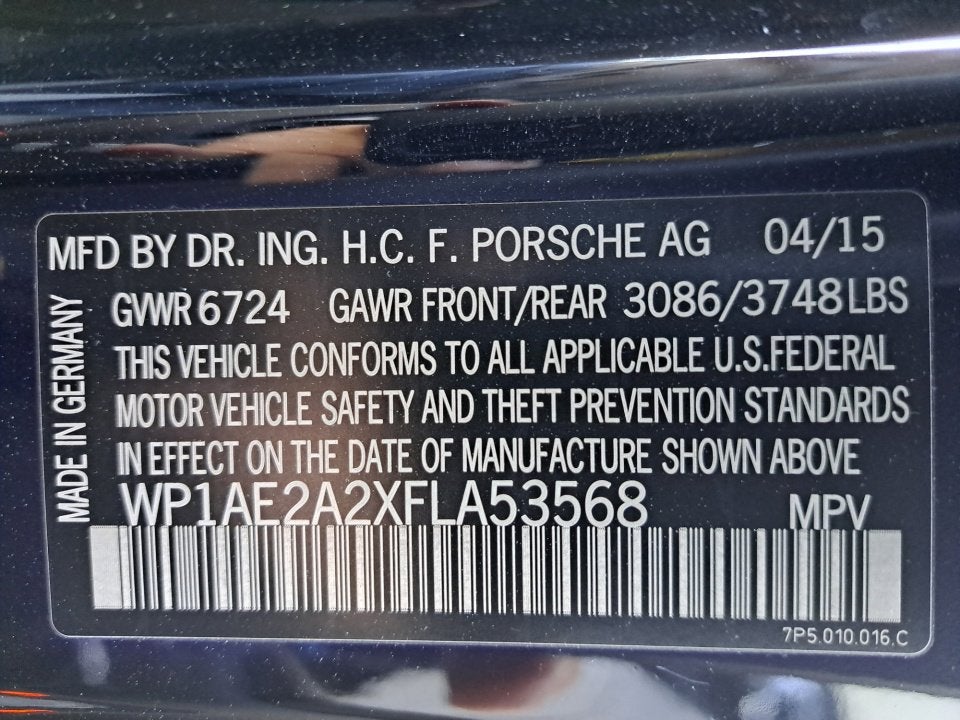 MFD BY DR. ING. H.C. F. PORSCHE AG 04/15
GVWR 6724 GAWR FRONT/REAR 3086/3748LBS
THIS VEHICLE CONFORMS TO ALL APPLICABLE U.S.FEDERAL
MOTOR VEHICLE SAFETY AND THEFT PREVENTION STANDARDS
IN EFFECT ON THE DATE OF MANUFACTURE SHOWN ABOVE
WP1AE2A2XFLA53568 MPV
MADE IN GERMANY
7P5.010.016.C